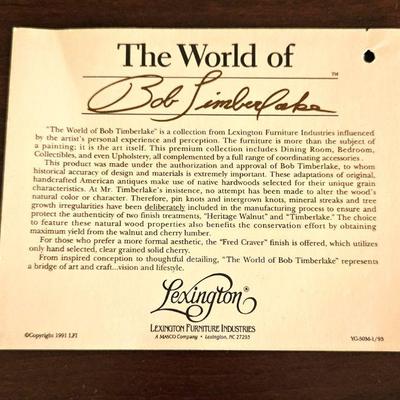 The World of
™
Bob Timberlake
"The World of Bob Timberlake" is a collection from Lexington Furniture Industries influenced
by the artist's personal experience and perception. The furniture is more than the subject of
a painting; it is the art itself. This premium collection includes Dining Room, Bedroom,
Collectibles, and even Upholstery, all complemented by a full range of coordinating accessories.
This product was made under the authorization and approval of Bob Timberlake, to whom
historical accuracy of design and materials is extremely important. These adaptations of original,
handcrafted American antiques make use of native hardwoods selected for their unique grain
characteristics. At Mr. Timberlake's insistence, no attempt has been made to alter the wood's
natural color or character. Therefore, pin knots and intergrown knots, mineral streaks and tree
growth irregularities have been deliberately included in the manufacturing process to ensure and
protect the authenticity of two finish treatments, "Heritage Walnut" and "Timberlake." The choice
to feature these natural wood properties also benefits the conservation effort by obtaining
maximum yield from the walnut and cherry lumber.
For those who prefer a more formal aesthetic, the "Fred Craver" finish is offered, which utilizes
only hand selected, clear grained solid cherry.
From inspired conception to thoughtful detailing, "The World of Bob Timberlake" represents
a bridge of art and craft...vision and lifestyle.
Lexington®
LEXINGTON FURNITURE INDUSTRIES
A MASCO Company • Lexington, NC 27293
©Copyright 1991 LFI
YG-5036-1/93